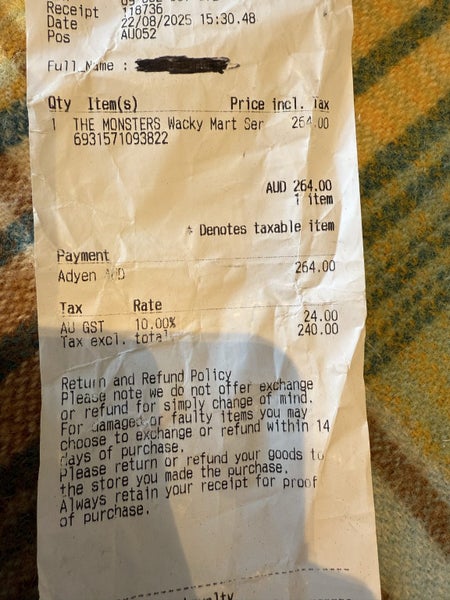 Receipt 118736
Date 22/08/2025 15:30.48
Pos AU052
Full Name :
Qty Item(s) Price incl. Tax
1 THE MONSTERS Wacky Mart Ser 264.00
6931571093822
AUD 264.00
1 item
* Denotes taxable item
Payment
Adyen AUD 264.00
Tax Rate
AU GST 10.00% 24.00
Tax excl. total 240.00
Return and Refund Policy
Please note we do not offer exchange
or refund for simply change of mind.
For damaged or faulty items you may
choose to exchange or refund within 14
days of purchase.
Please return or refund your goods to
the store you made the purchase.
Always retain your receipt for proof
of purchase.